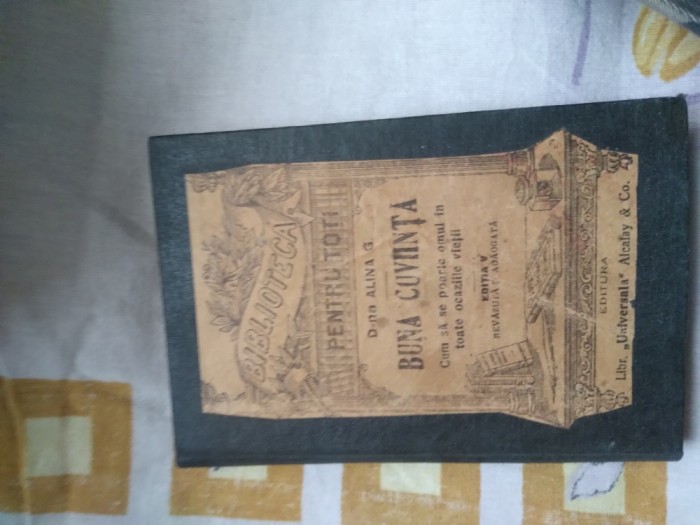 BIBLIOTECA
PENTRU TOȚI
D-na ALINA G.
BUNA CUVIINȚA
Cum să se poarte omul în
toate ocaziile vieții
EDIȚIA V
REVĂZUTĂ ȘI ADĂOGATĂ
EDITURA
Libr. „Universala" Alcalay & Co.